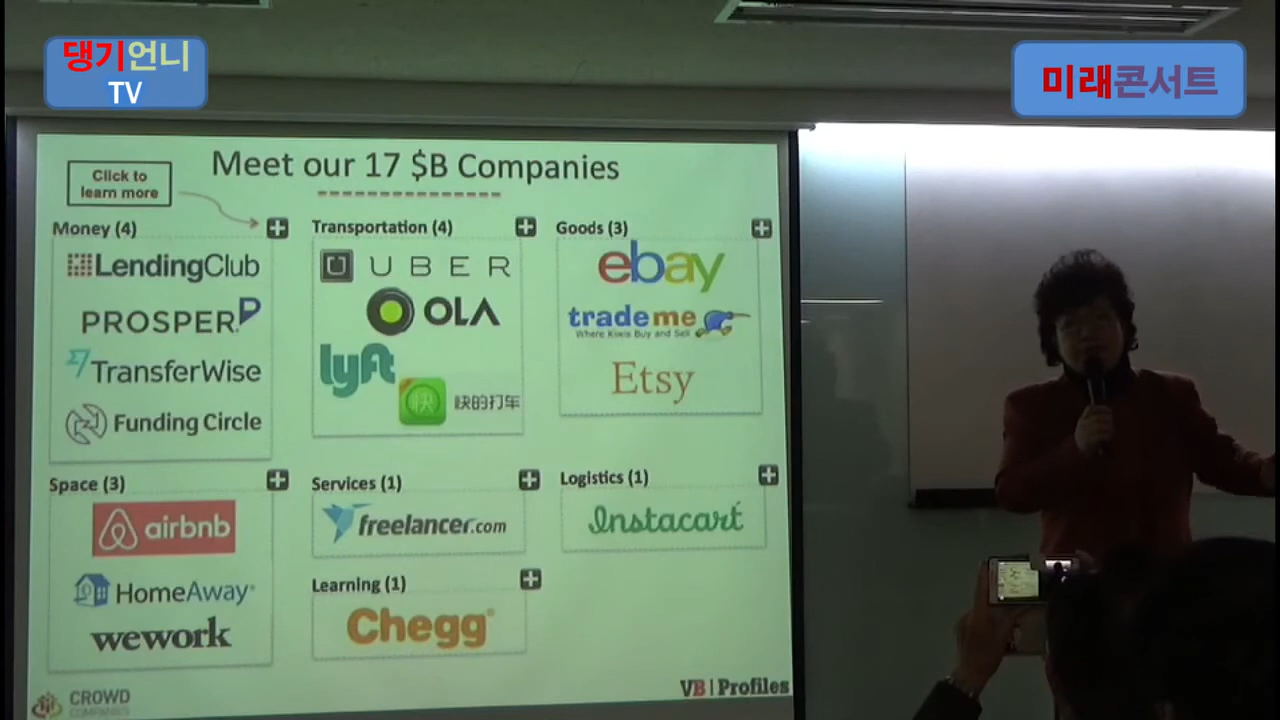 댕기언니
TV
미래콘서트
Meet our 17 $B Companies
Click to
learn more
Money (4)
LendingClub
PROSPER
TransferWise
Funding Circle
Transportation (4)
UBER
OLA
lyft
快的打车
Goods (3)
ebay
trademe
Where Kiwis Buy and Sell
Etsy
Space (3)
airbnb
HomeAway
wework
Services (1)
freelancer.com
Learning (1)
Chegg
Logistics (1)
Instacart
CROWD
COMPANIES
VB | Profiles